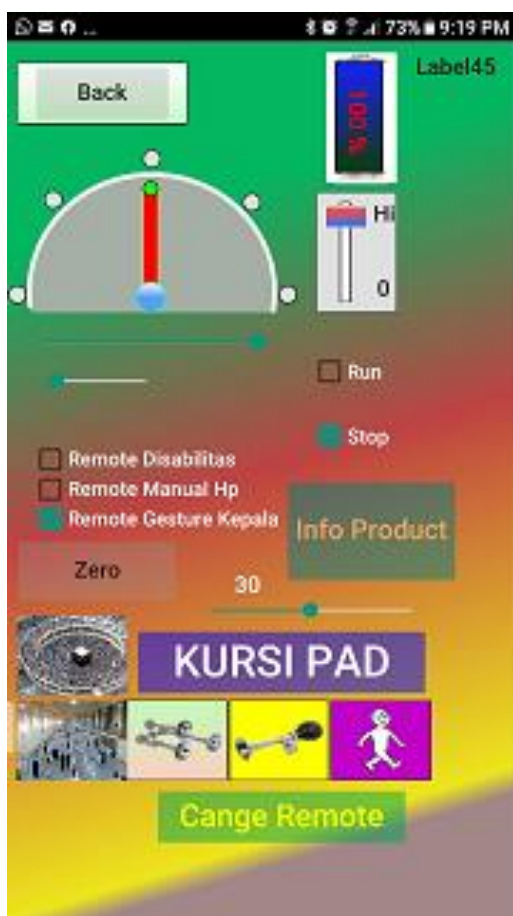 73% 9:19 PM
Back
Label45
100%
Hi
0
Run
Stop
Remote Disabilitas
Remote Manual Hp
Remote Gesture Kepala
Info Product
Zero
30
KURSI PAD
Cange Remote